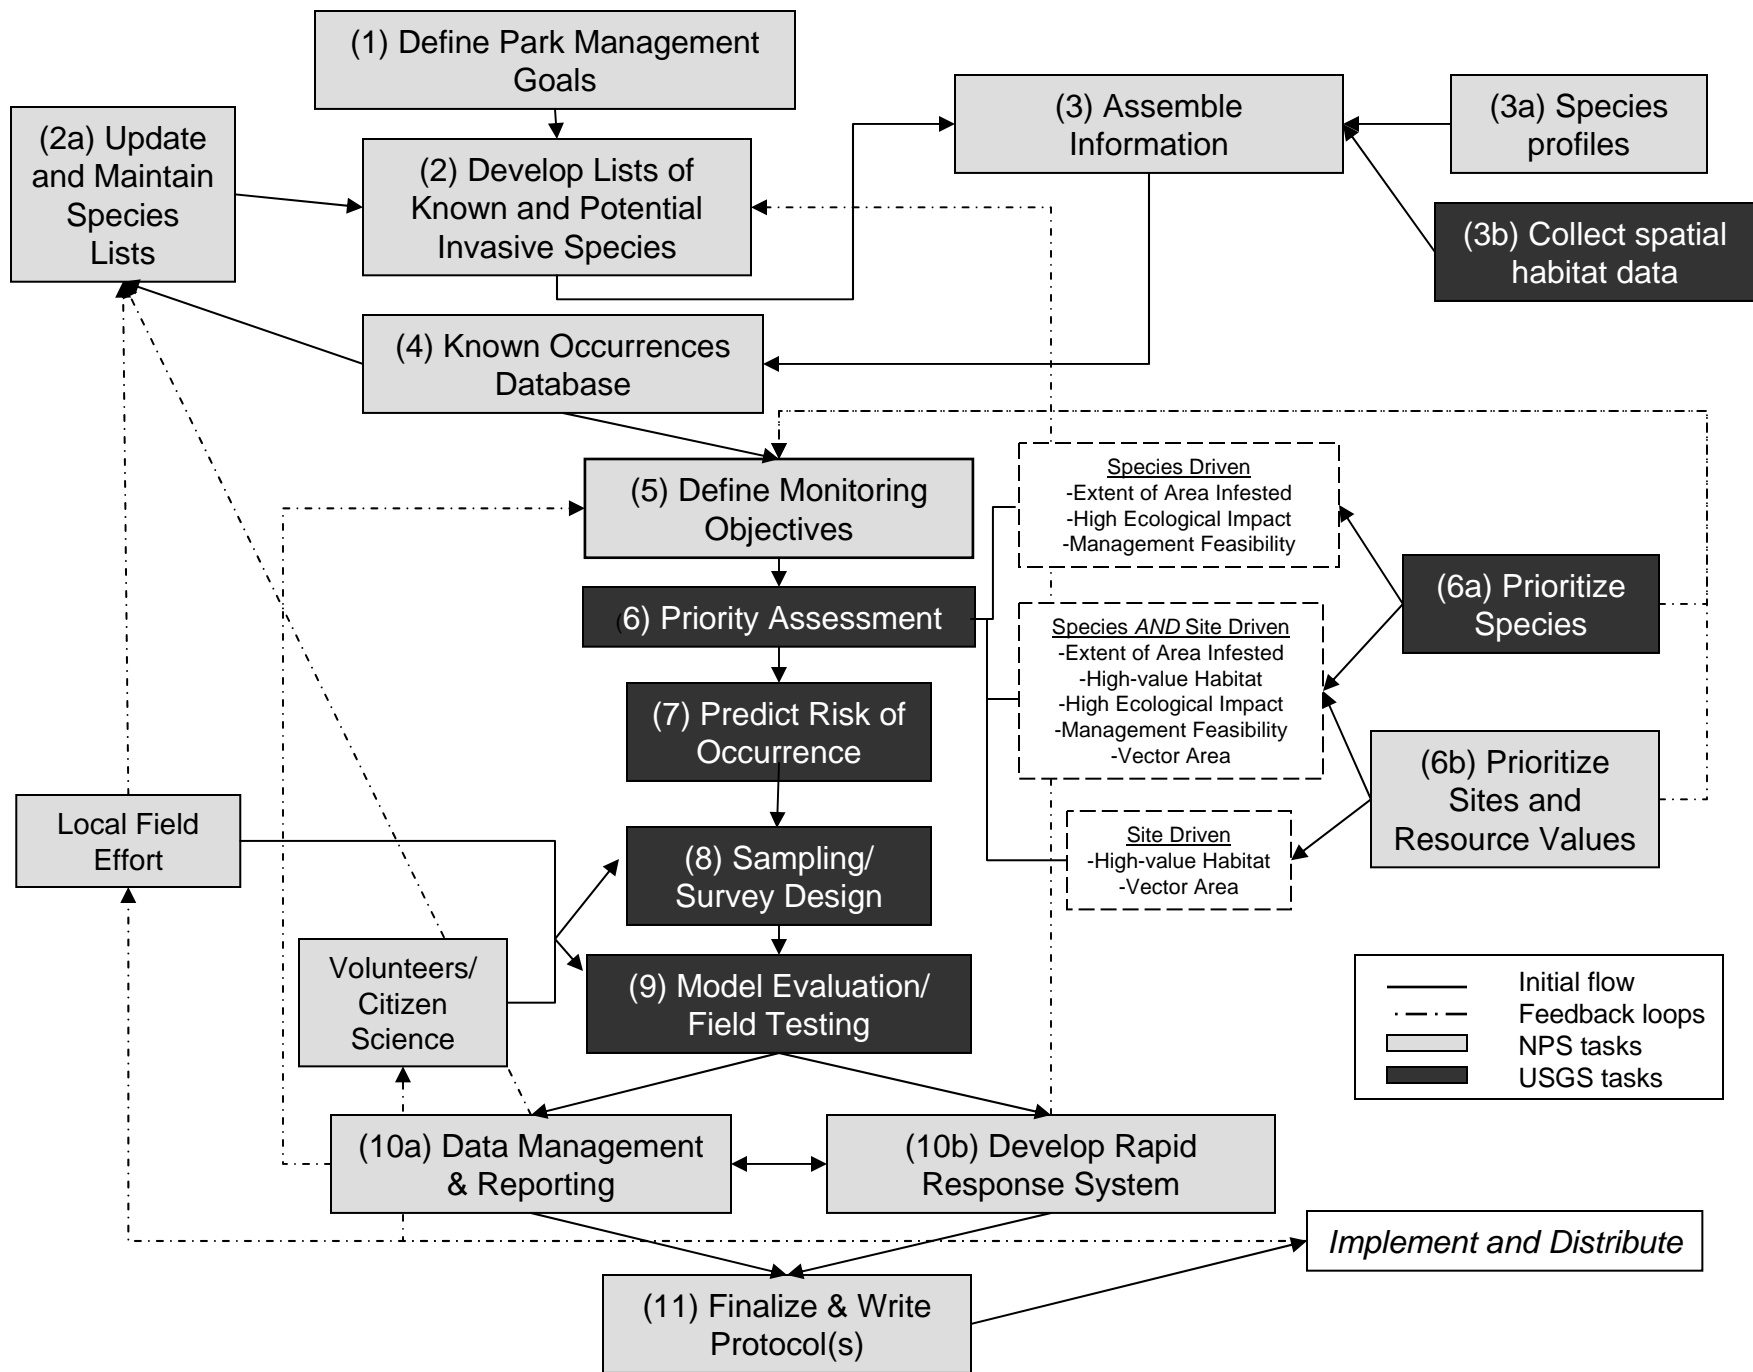 (1) Define Park Management
Goals
(2a) Update
and Maintain
Species
Lists
(2) Develop Lists of
Known and Potential
Invasive Species
(3) Assemble
Information
(3a) Species
profiles
(3b) Collect spatial
habitat data
(4) Known Occurrences
Database
(5) Define Monitoring
Objectives
(6) Priority Assessment
Species Driven
-Extent of Area Infested
-High Ecological Impact
-Management Feasibility
Species AND Site Driven
-Extent of Area Infested
-High-value Habitat
-High Ecological Impact
-Management Feasibility
-Vector Area
Site Driven
-High-value Habitat
-Vector Area
(6a) Prioritize
Species
(6b) Prioritize
Sites and
Resource Values
(7) Predict Risk of
Occurrence
Local Field
Effort
(8) Sampling/
Survey Design
Volunteers/
Citizen
Science
(9) Model Evaluation/
Field Testing
Initial flow
Feedback loops
NPS tasks
USGS tasks
(10a) Data Management
& Reporting
(10b) Develop Rapid
Response System
Implement and Distribute
(11) Finalize & Write
Protocol(s)